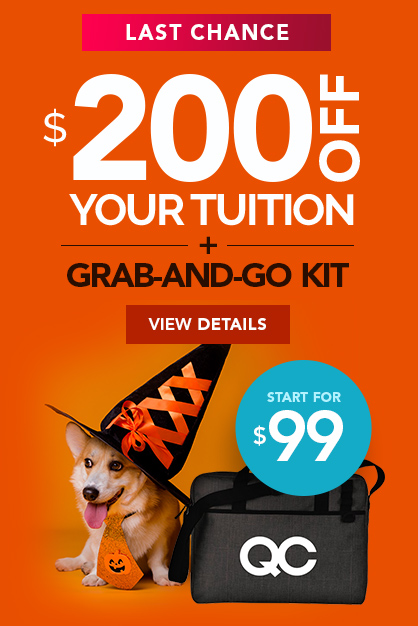 LAST CHANCE
$200 OFF
YOUR TUITION
+
GRAB-AND-GO KIT
VIEW DETAILS
START FOR
$99
QC